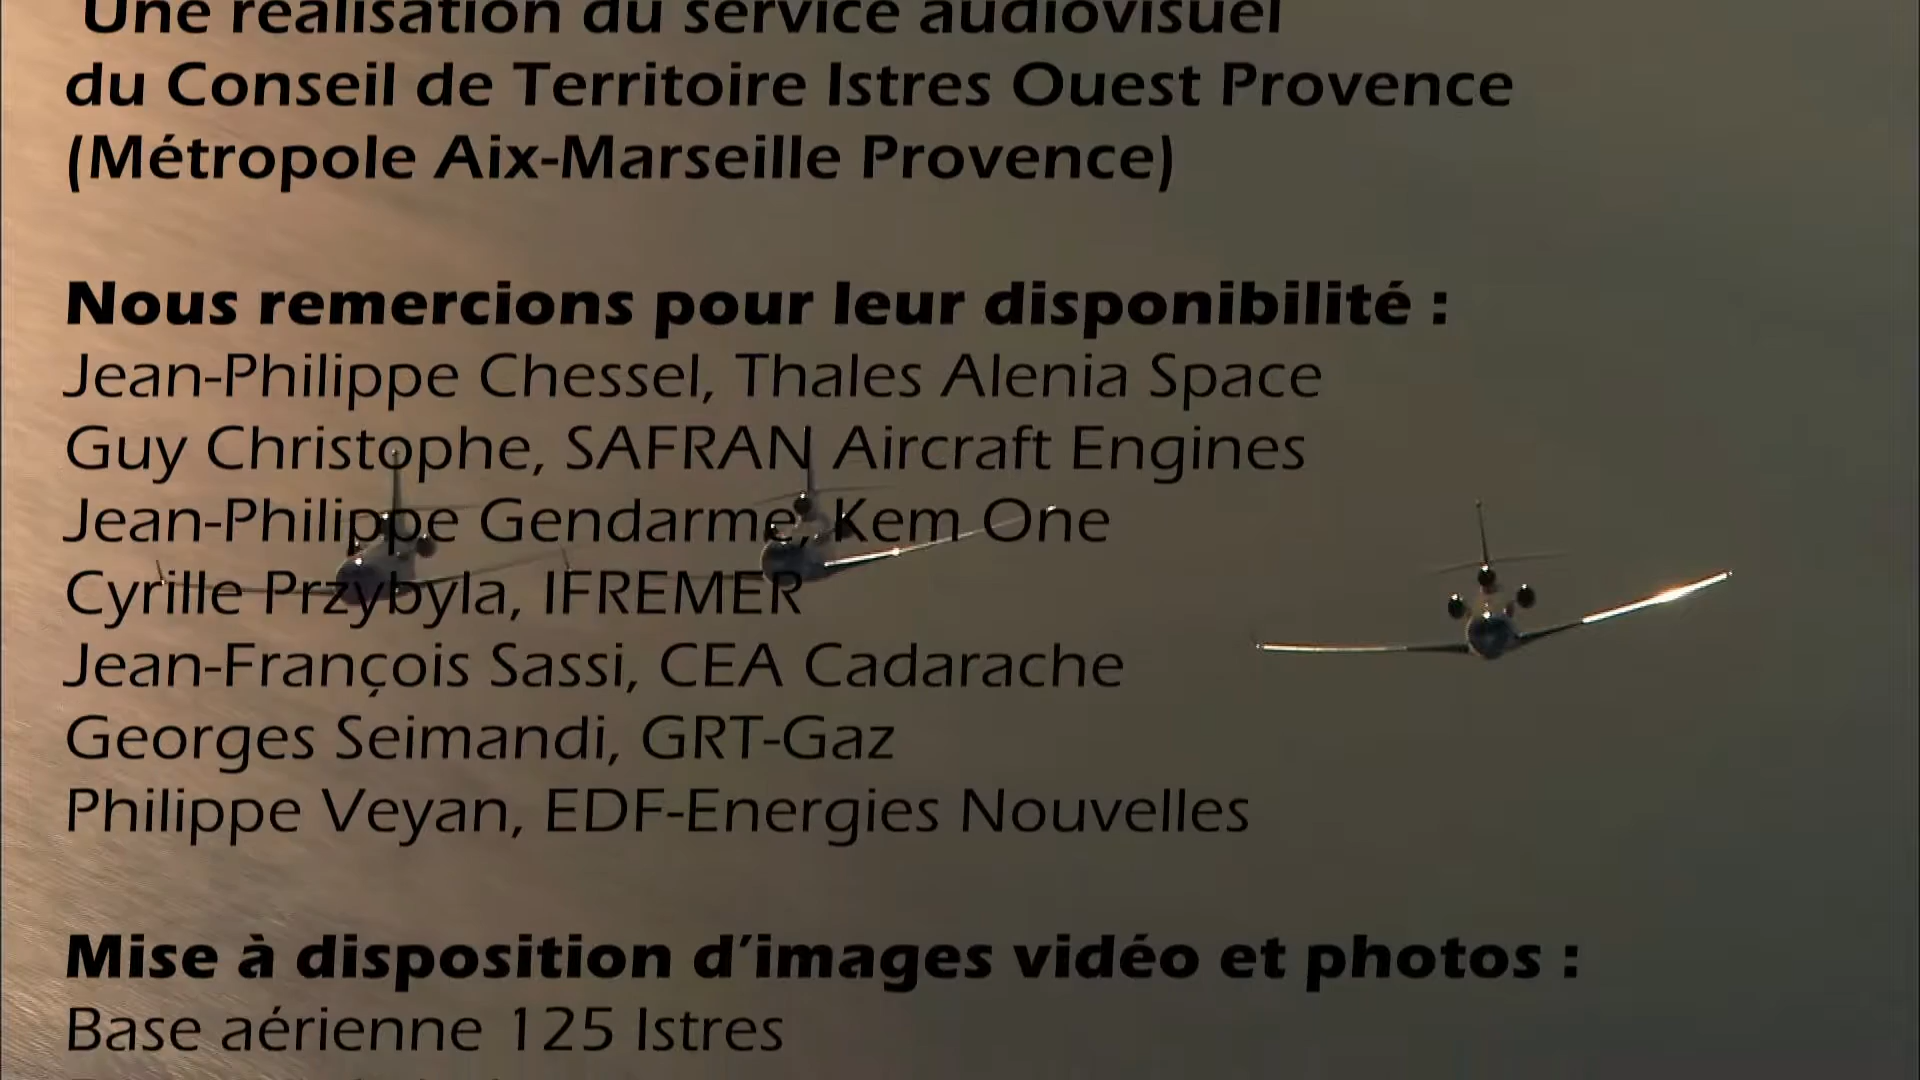 Une réalisation du service audiovisuel
du Conseil de Territoire Istres Ouest Provence
(Métropole Aix-Marseille Provence)
Nous remercions pour leur disponibilité :
Jean-Philippe Chessel, Thales Alenia Space
Guy Christophe, SAFRAN Aircraft Engines
Jean-Philippe Gendarme, Kem One
Cyrille Przybyla, IFREMER
Jean-François Sassi, CEA Cadarache
Georges Seimandi, GRT-Gaz
Philippe Veyan, EDF-Energies Nouvelles
Mise à disposition d'images vidéo et photos :
Base aérienne 125 Istres